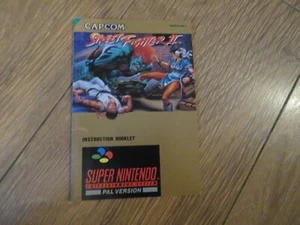 CAPCOM
STREET FIGHTER II
INSTRUCTION BOOKLET
SUPER NINTENDO
ENTERTAINMENT SYSTEM
PAL VERSION